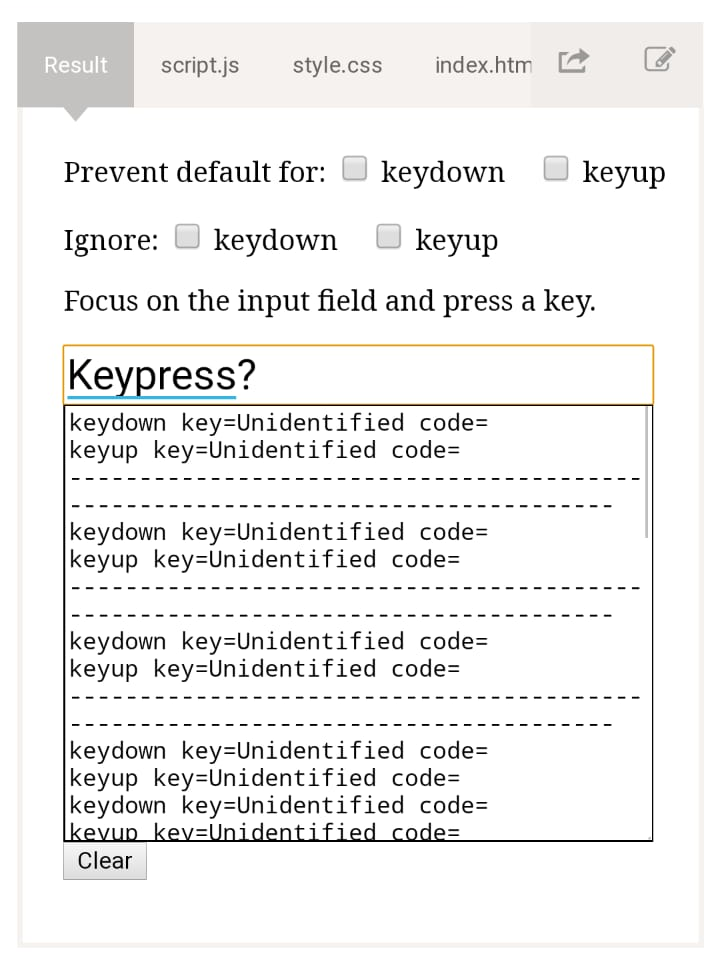 Result script.js style.css index.htm
Prevent default for: keydown keyup
Ignore: keydown keyup
Focus on the input field and press a key.
Keypress?
keydown key=Unidentified code=
keyup key=Unidentified code=
-----------------------------------------
---------------------------------------
keydown key=Unidentified code=
keyup key=Unidentified code=
-----------------------------------------
---------------------------------------
keydown key=Unidentified code=
keyup key=Unidentified code=
-----------------------------------------
---------------------------------------
keydown key=Unidentified code=
keyup key=Unidentified code=
keydown key=Unidentified code=
keyup key=Unidentified code=
Clear